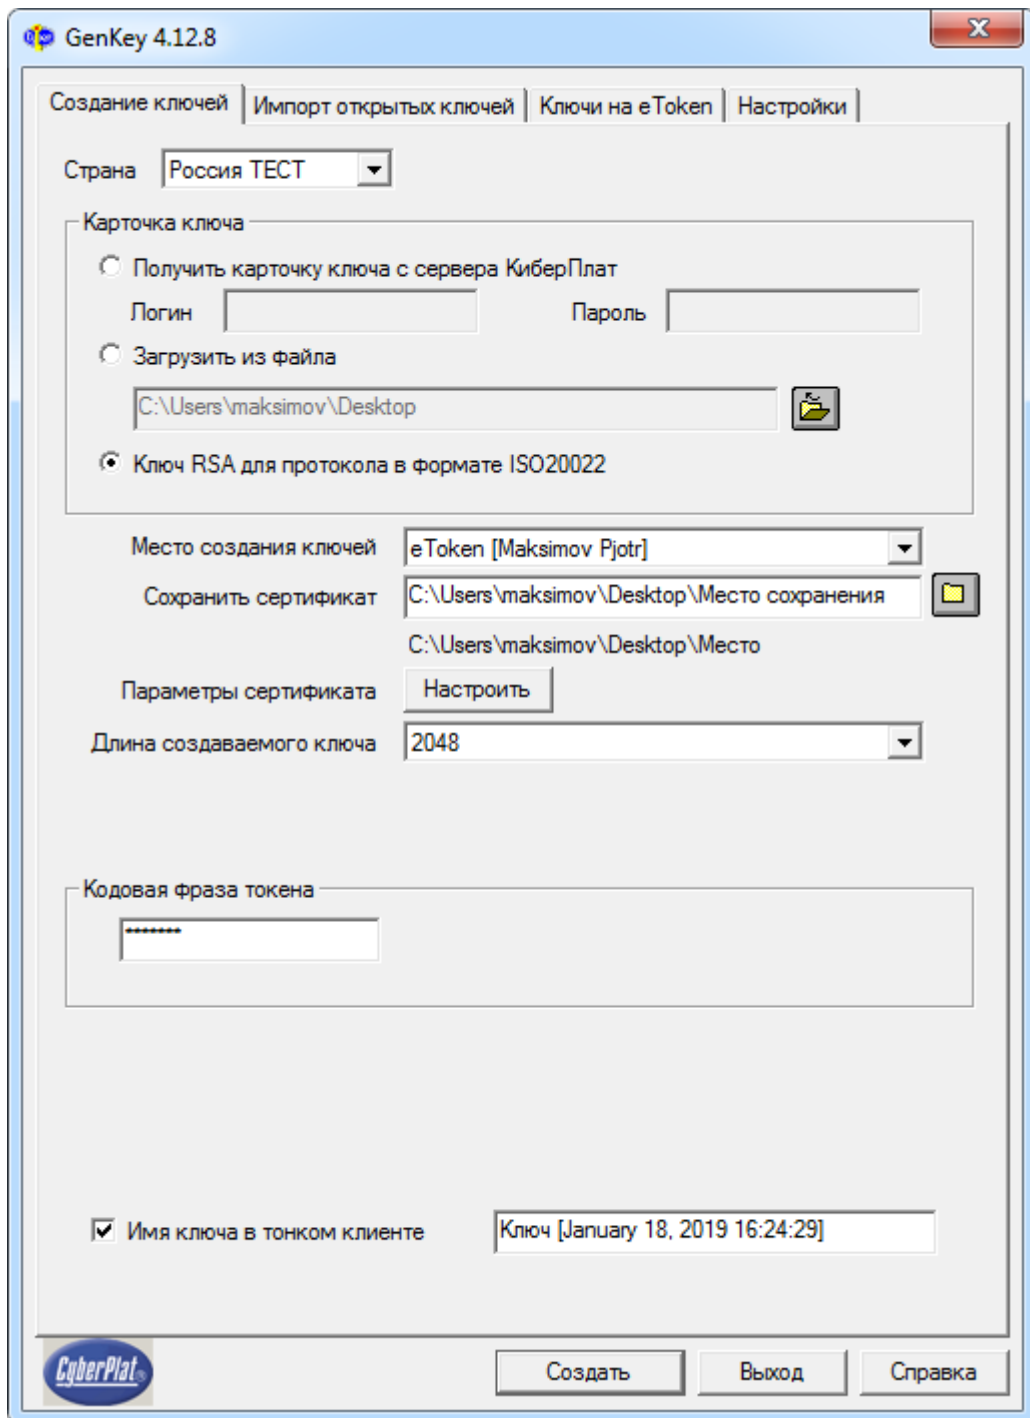 GenKey 4.12.8
Создание ключей Импорт открытых ключей Ключи на eToken Настройки
Страна Россия ТЕСТ
Карточка ключа
Получить карточку ключа с сервера КиберПлат
Логин Пароль
Загрузить из файла
C:\Users\maksimov\Desktop
Ключ RSA для протокола в формате ISO20022
Место создания ключей eToken [Maksimov Pjotr]
Сохранить сертификат C:\Users\maksimov\Desktop\Место сохранения
C:\Users\maksimov\Desktop\Место
Параметры сертификата Настроить
Длина создаваемого ключа 2048
Кодовая фраза токена
*******
Имя ключа в тонком клиенте Ключ [January 18, 2019 16:24:29]
CyberPlat® Создать Выход Справка